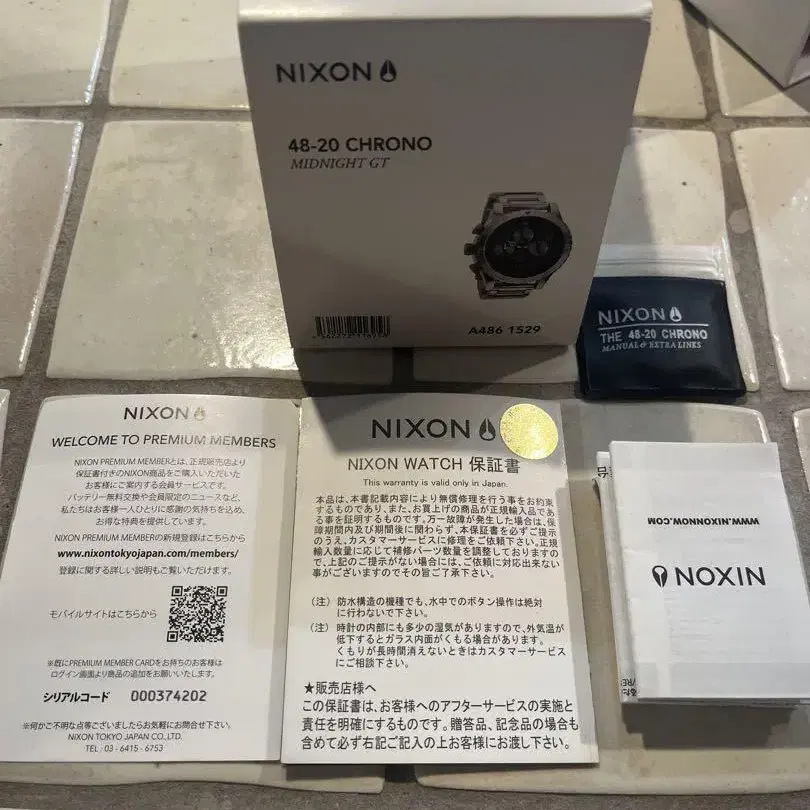 NIXON
48-20 CHRONO
MIDNIGHT GT
A486 1529
NIXON
THE 48-20 CHRONO
MANUAL & EXTRA LINKS
NIXON
WELCOME TO PREMIUM MEMBERS
NIXON PREMIUM MEMBERとは、正規販売店より
保証書付きのNIXON商品をご購入いただいた
お客様にご案内する会員サービスです。
バッテリー無料交換や会員限定のニュースなど、
私たちはお客様一人ひとりに感謝の気持ちを込め、
お得な特典を提供しています。
NIXON PREMIUM MEMBERの新規登録はこちらから
www.nixontokyojapan.com/members/
登録に関する詳しい説明もご覧いただけます。
モバイルサイトはこちらから
※既にPREMIUM MEMBER CARDをお持ちのお客様は
ログイン画面より商品の追加をお願いいたします。
シリアルコード 000374202
※何かご不明な点等ございましたらお気軽にお問合せ下さい。
NIXON TOKYO JAPAN CO.,LTD.
TEL : 03 - 6415 - 6753
NIXON
NIXON WATCH 保証書
This warranty is valid only in Japan.
本品は、本書記載内容により無償修理を行う事をお約束
するものであり、また、お買上げの商品が正規輸入品であ
る事を証明するものです。万一故障が発生した場合は、保
障期間内及び期間後に関わらず、本保証書を必ずご提示
のうえ、カスタマーサービスに修理をご依頼下さい。正規
輸入数量に応じて補修パーツ数量を調整しておりますの
で、上記のご提示がない場合には、ご依頼に対応出来ない
事がございますのでその旨ご了承下さい。
(注) 防水構造の機種でも、水中でのボタン操作は絶対
に行わないで下さい。
(注) 時計の内部にも多少の湿気がありますので、外気温が
低下するとガラス内面がくもる場合があります。
くもりが長時間消えないときはカスタマーサービス
にご相談下さい。
★販売店様へ
この保証書は、お客様へのアフターサービスの実施と
責任を明確にするものです。贈答品、記念品の場合も
含めて必ず右記ご記入の上お客様にお渡し下さい。
WWW.NIXONNOW.COM
NIXON